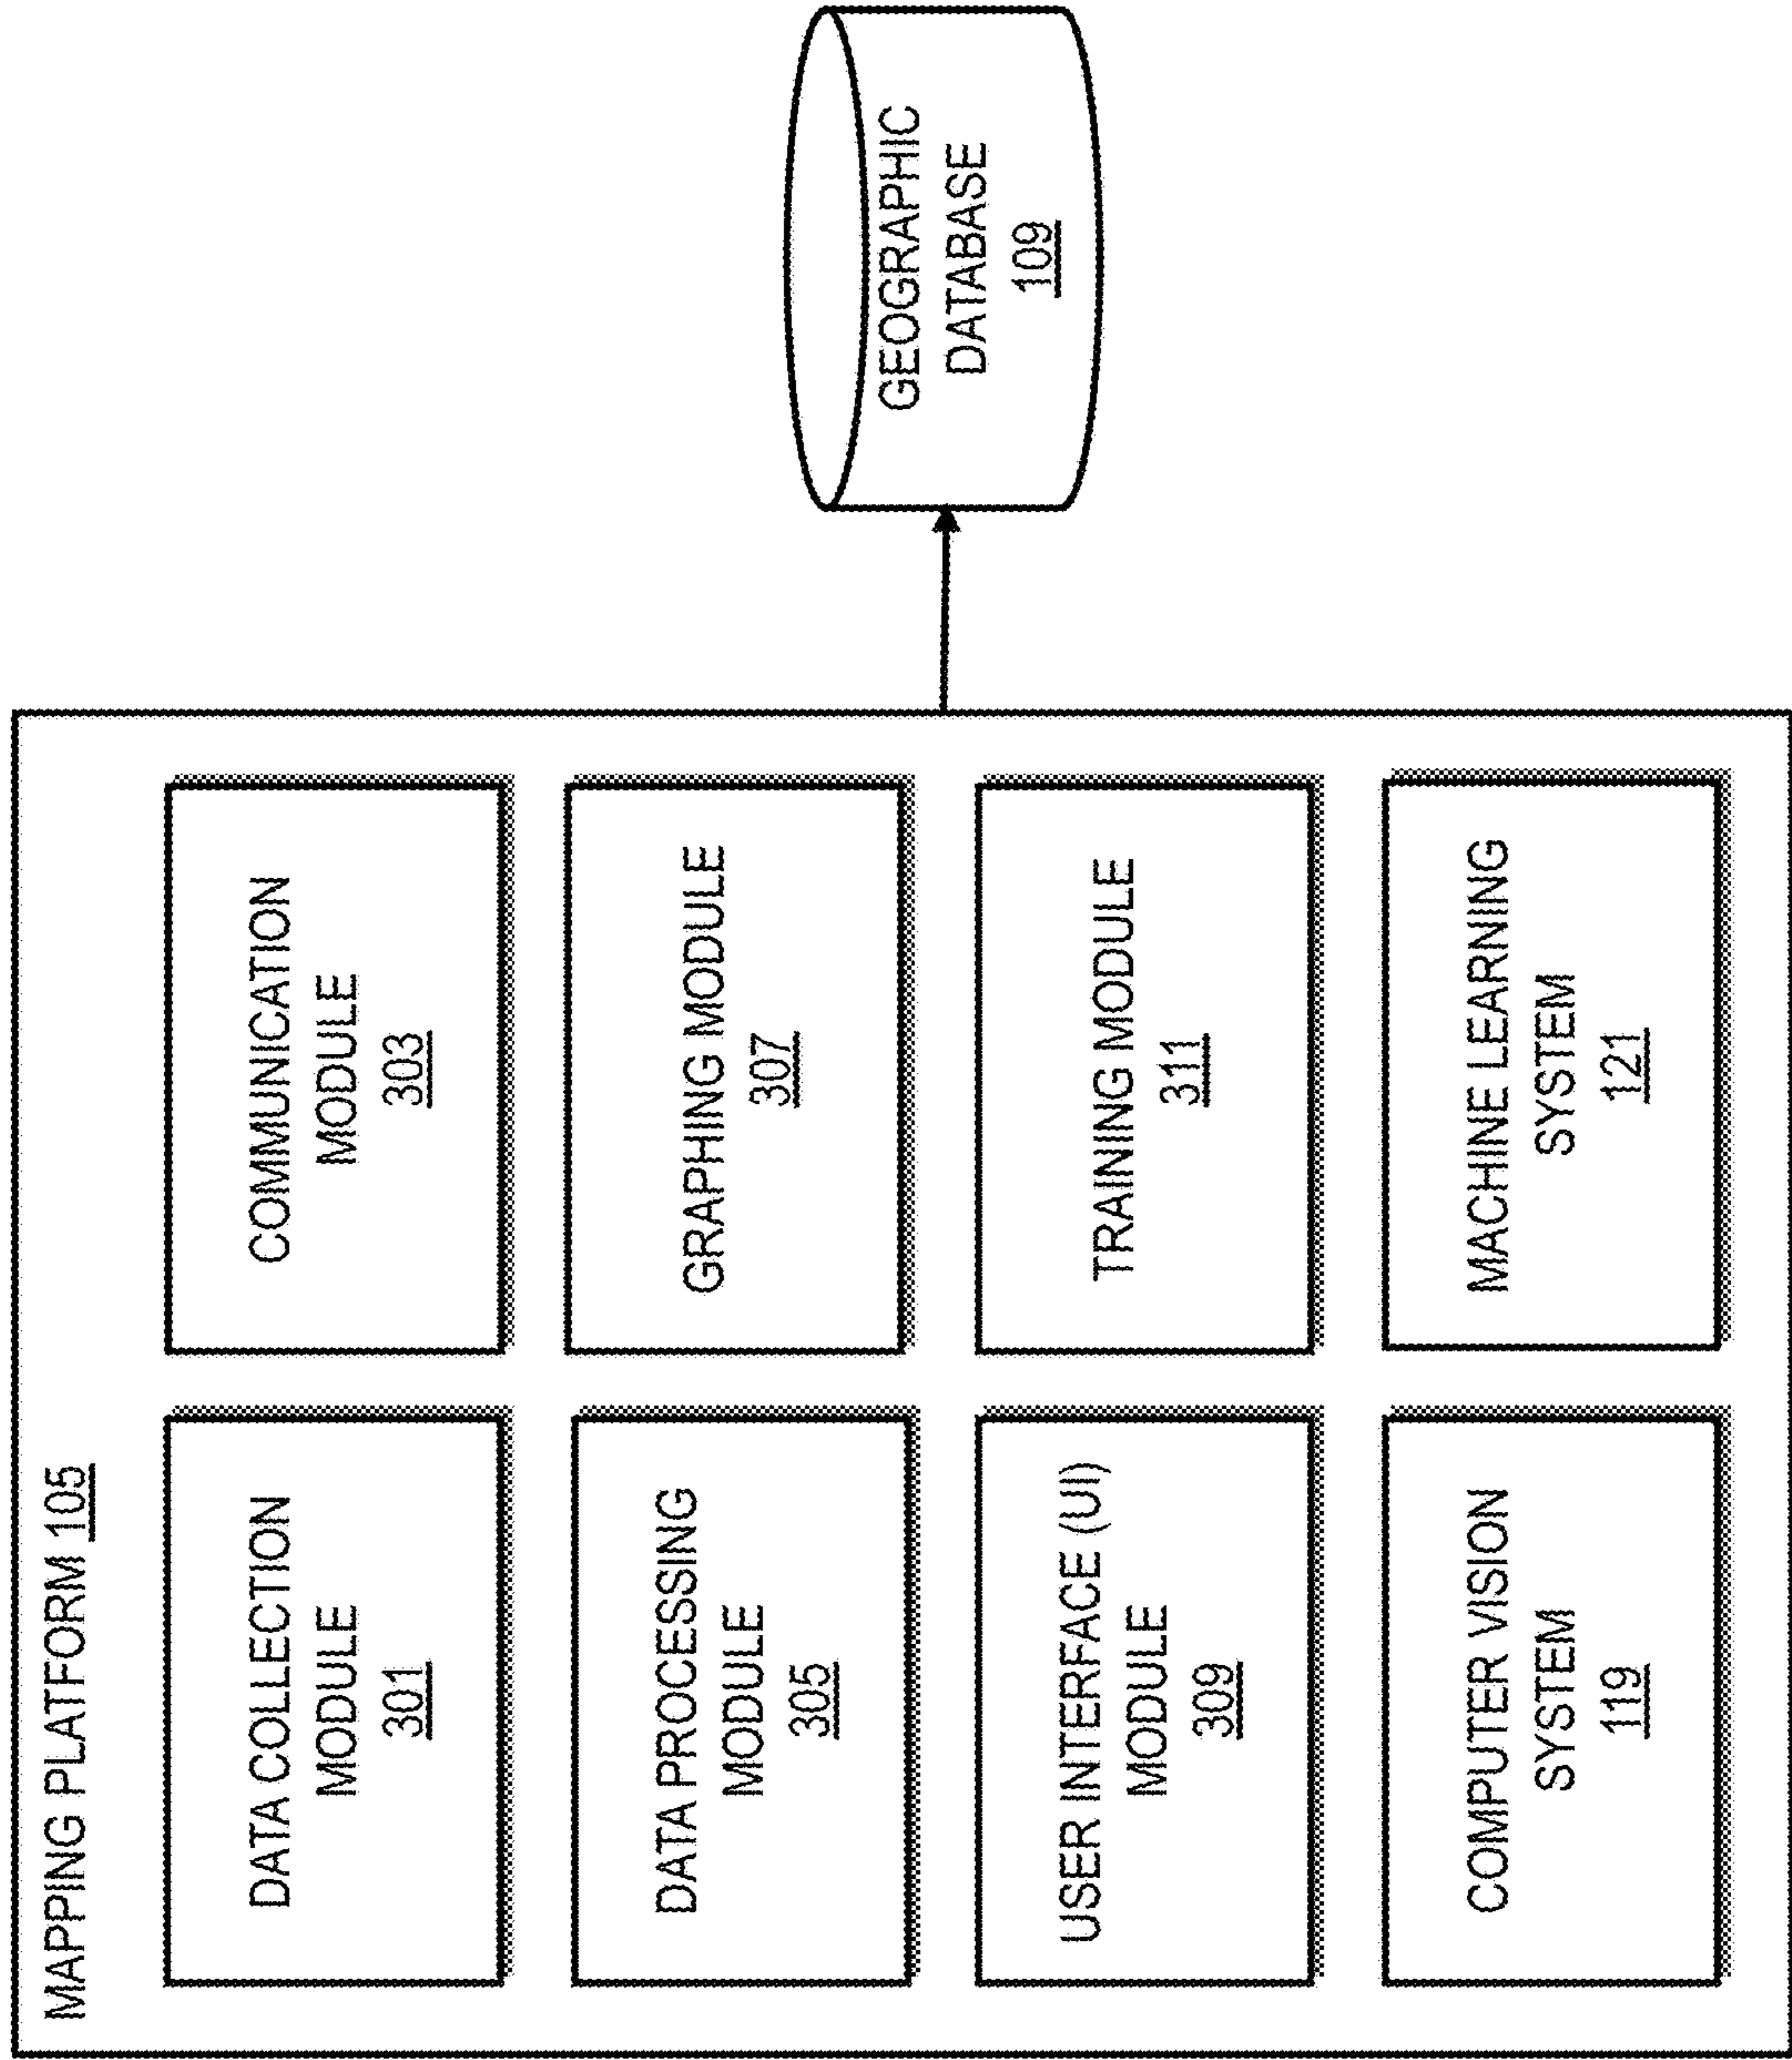 MAPPING PLATFORM 105
DATA COLLECTION
MODULE
301
COMMUNICATION
MODULE
303
DATA PROCESSING
MODULE
305
GRAPHING MODULE
307
USER INTERFACE (UI)
MODULE
309
TRAINING MODULE
311
COMPUTER VISION
SYSTEM
119
MACHINE LEARNING
SYSTEM
121
GEOGRAPHIC
DATABASE
109